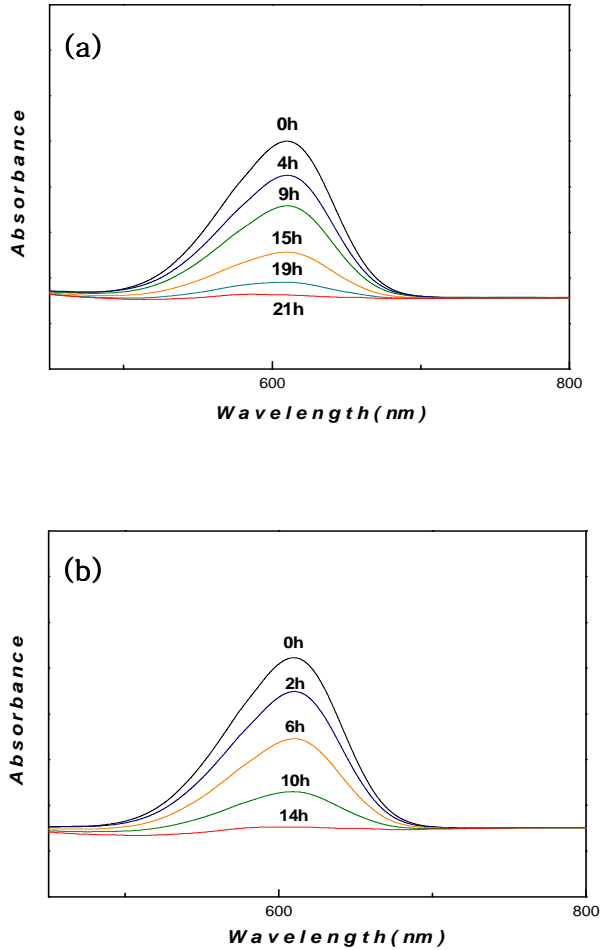 (a)
Absorbance
0h
4h
9h
15h
19h
21h
600
800
Wavelength(nm)
(b)
Absorbance
0h
2h
6h
10h
14h
600
800
Wavelength(nm)